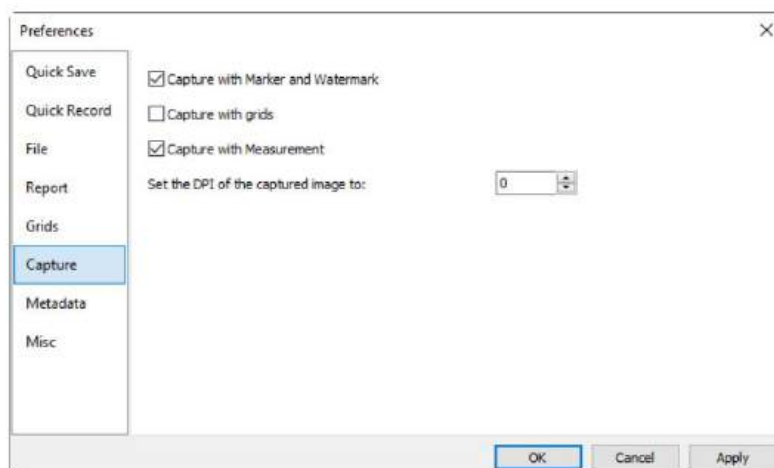 Preferences
Quick Save
Quick Record
File
Report
Grids
Capture
Metadata
Misc
Capture with Marker and Watermark
Capture with grids
Capture with Measurement
Set the DPI of the captured image to: 0
OK Cancel Apply